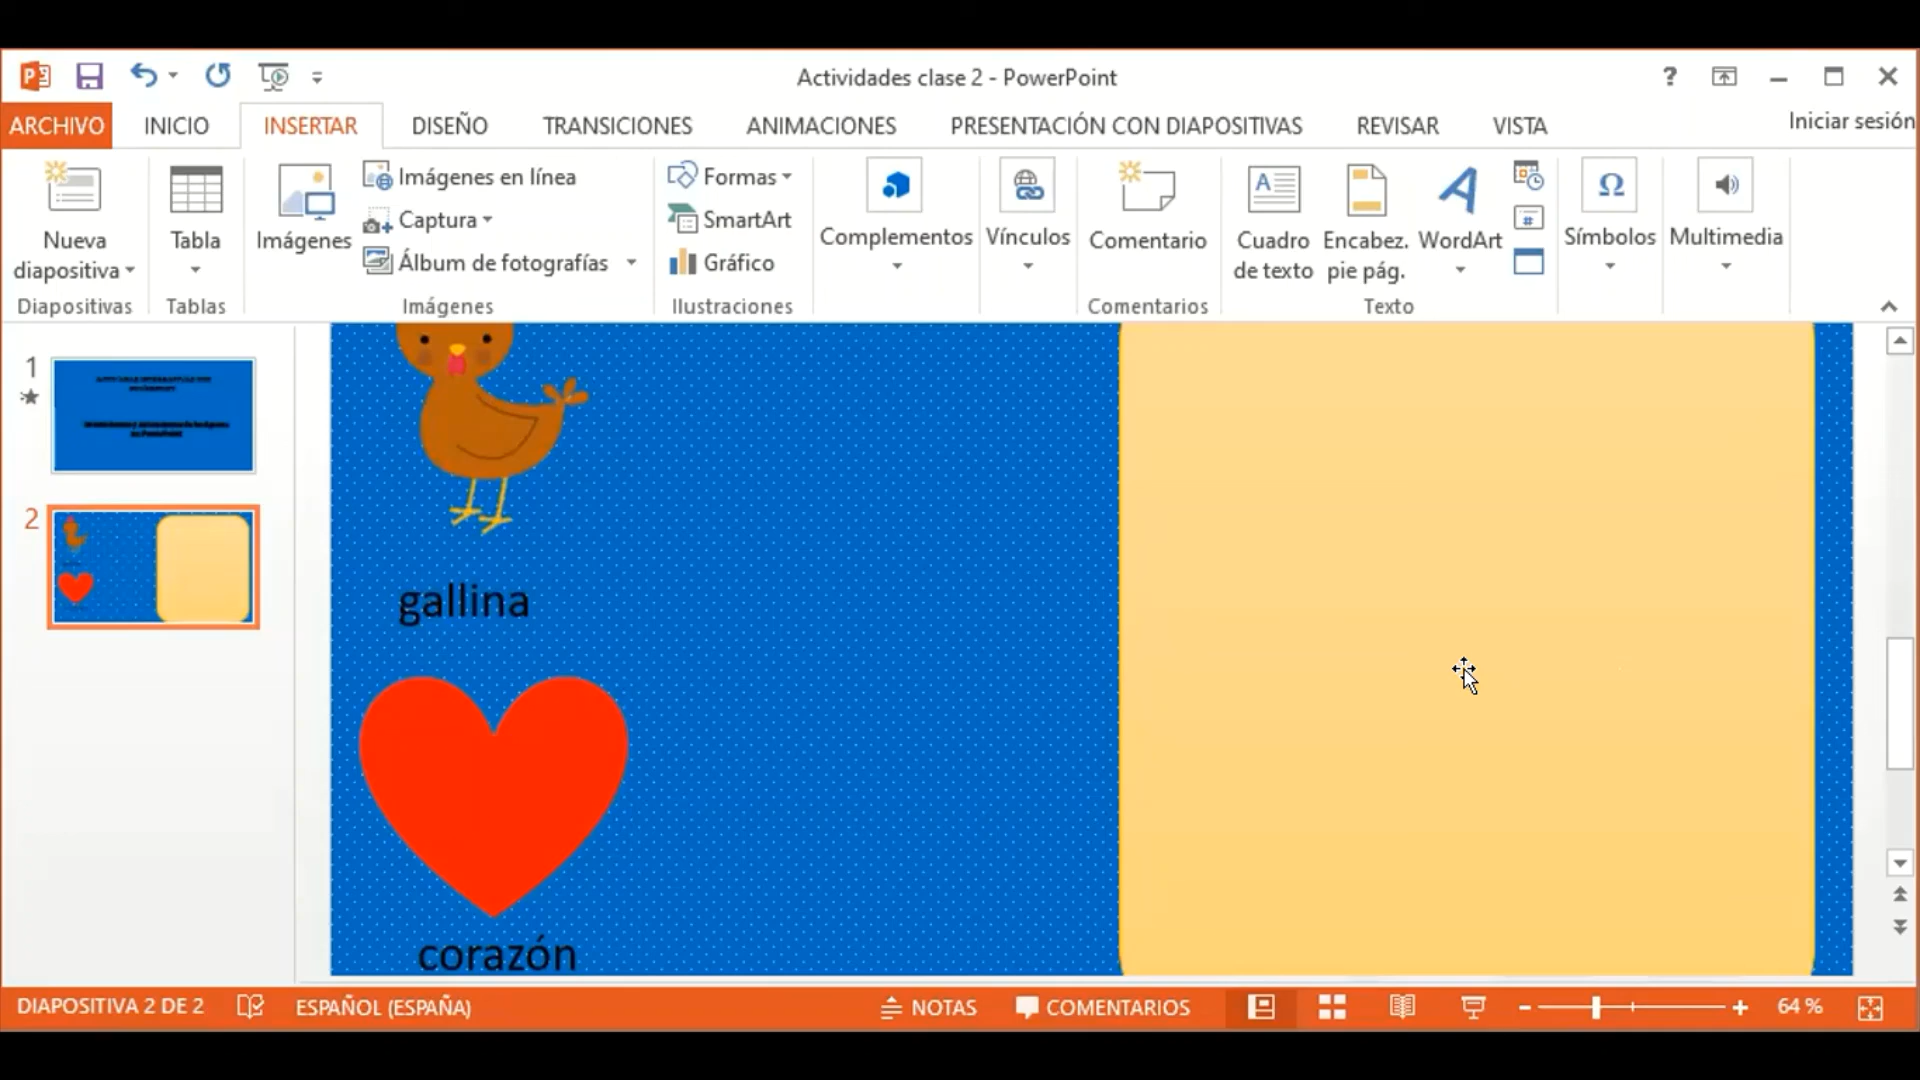 Actividades clase 2 - PowerPoint
?
ARCHIVO INICIO INSERTAR DISEÑO TRANSICIONES ANIMACIONES PRESENTACIÓN CON DIAPOSITIVAS REVISAR VISTA Iniciar sesión
Nueva
diapositiva
Diapositivas
Tabla
Tablas
Imágenes
Imágenes en línea
Captura
Álbum de fotografías
Imágenes
Formas
SmartArt
Gráfico
Ilustraciones
Complementos
Vínculos
Comentario
Comentarios
Cuadro
de texto
Encabez.
pie pág.
WordArt
Texto
Símbolos
Multimedia
1
2
gallina
corazón
DIAPOSITIVA 2 DE 2 ESPAÑOL (ESPAÑA) NOTAS COMENTARIOS 64 %